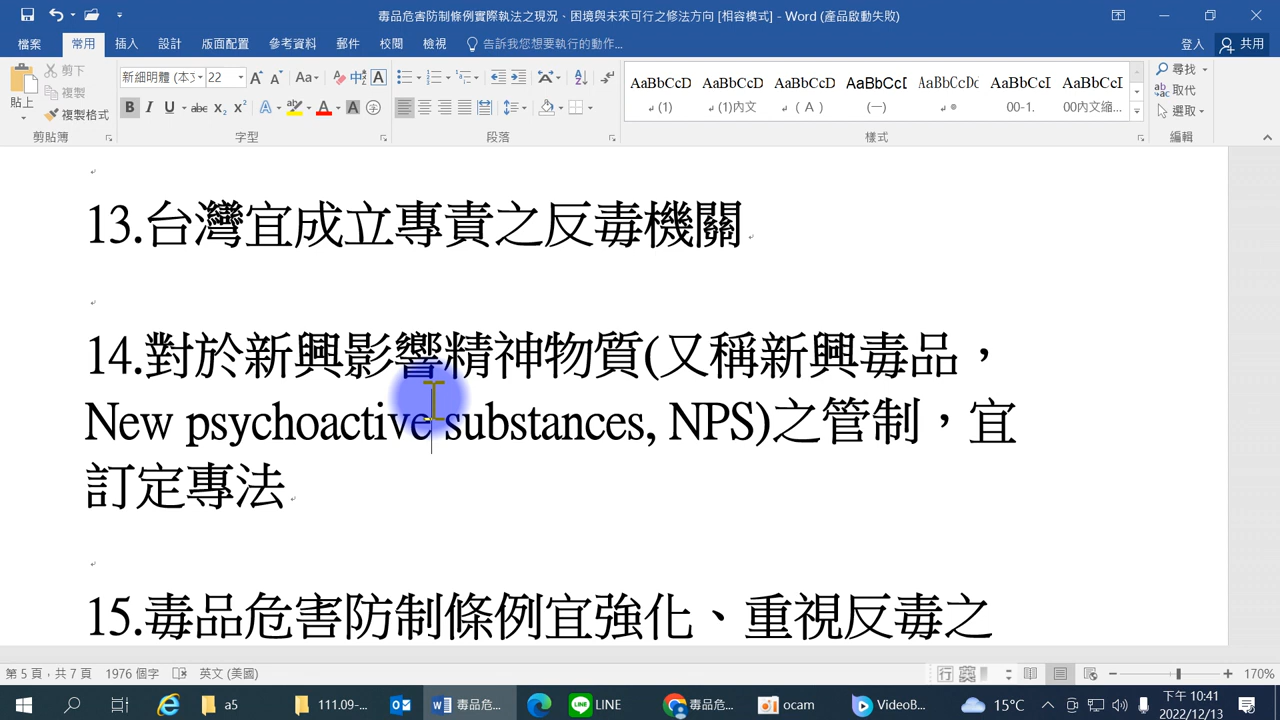 毒品危害防制條例實際執法之現況、困境與未來可行之修法方向 [相容模式] - Word (產品啟動失敗)
檔案 常用 插入 設計 版面配置 參考資料 郵件 校閱 檢視 告訴我您想要執行的動作... 登入 共用
貼上 剪下 複製 複製格式
新細明體 (本文 22
AaBbCcD AaBbCcD AaBbCcD AaBbCcI AaBbCcDc AaBbCcD AaBbCcI
(1) (1)內文 ( A ) (一) ◎ 00-1. 00內文縮...
尋找 取代 選取
剪貼簿 字型 段落 樣式 編輯
13.台灣宜成立專責之反毒機關
14.對於新興影響精神物質(又稱新興毒品，
New psychoactive substances, NPS)之管制，宜
訂定專法
15.毒品危害防制條例宜強化、重視反毒之
第 5 頁，共 7 頁 1976 個字 英文 (美國) 170%
a5 111.09-... 毒品危... LINE 毒品危... ocam VideoB... 15°C 下午 10:41
2022/12/13